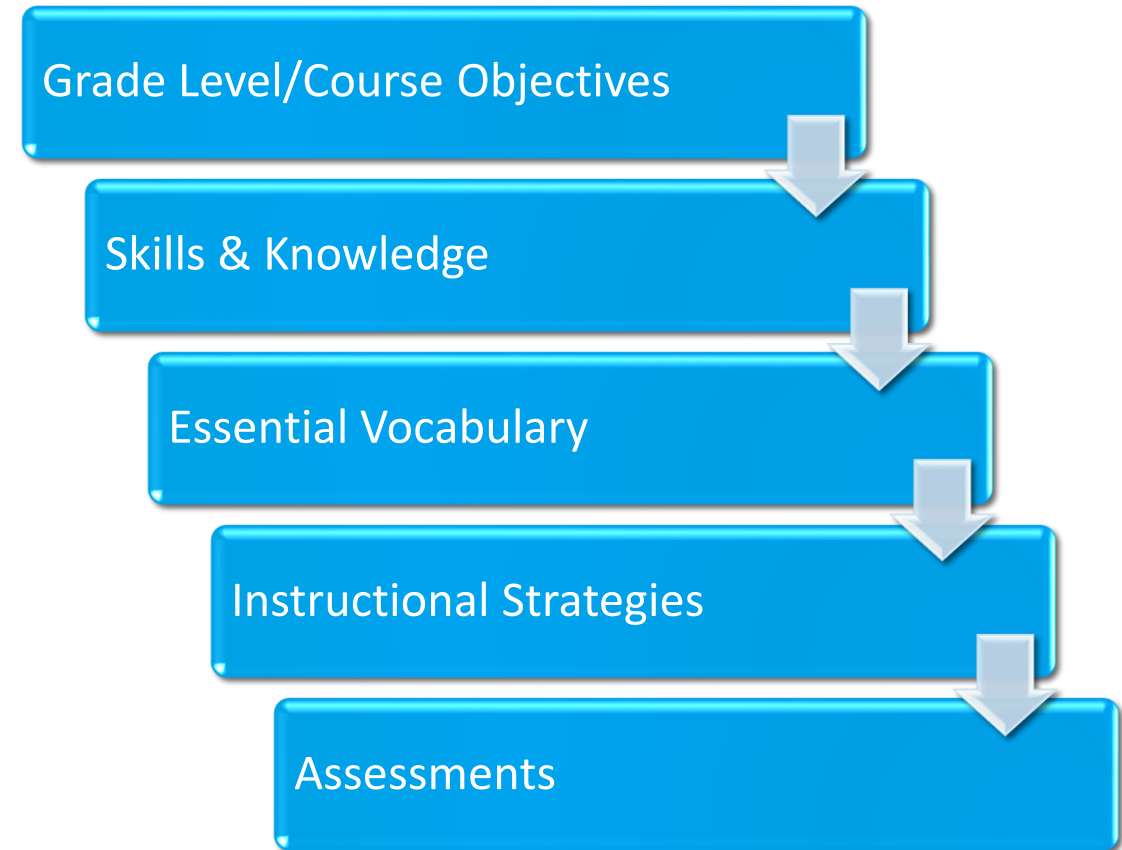 Grade Level/Course Objectives
Skills & Knowledge
Essential Vocabulary
Instructional Strategies
Assessments